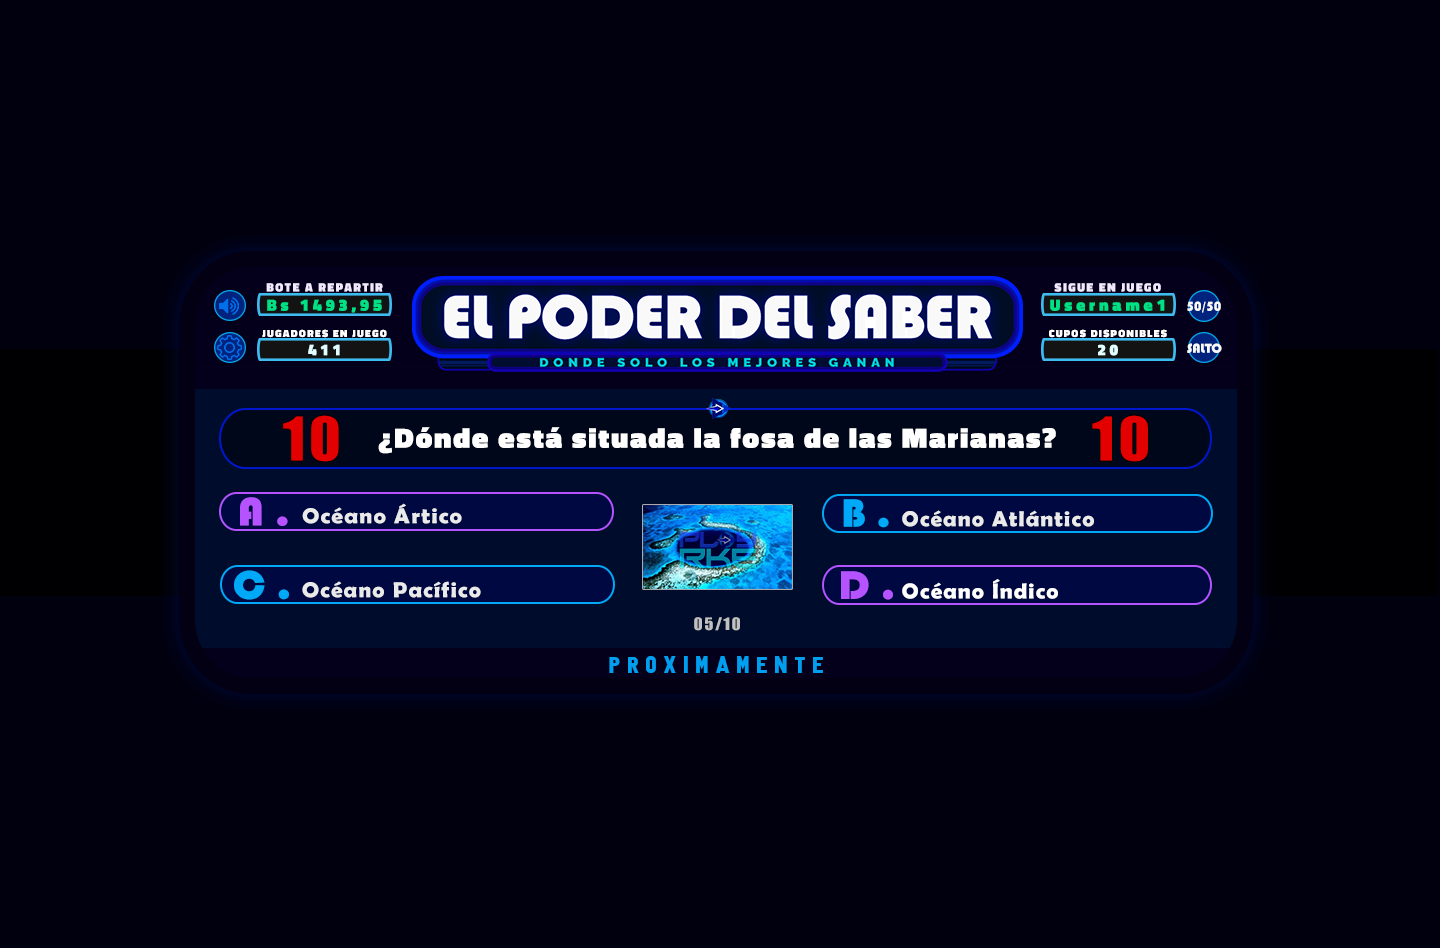 BOTE A REPARTIR
Bs 1493,95
JUGADORES EN JUEGO
411
EL PODER DEL SABER
DONDE SOLO LOS MEJORES GANAN
SIGUE EN JUEGO
Username1
50/50
CUPOS DISPONIBLES
20
SALTO
10 ¿Dónde está situada la fosa de las Marianas? 10
A . Océano Ártico
B . Océano Atlántico
C . Océano Pacífico
D . Océano Índico
05/10
PROXIMAMENTE